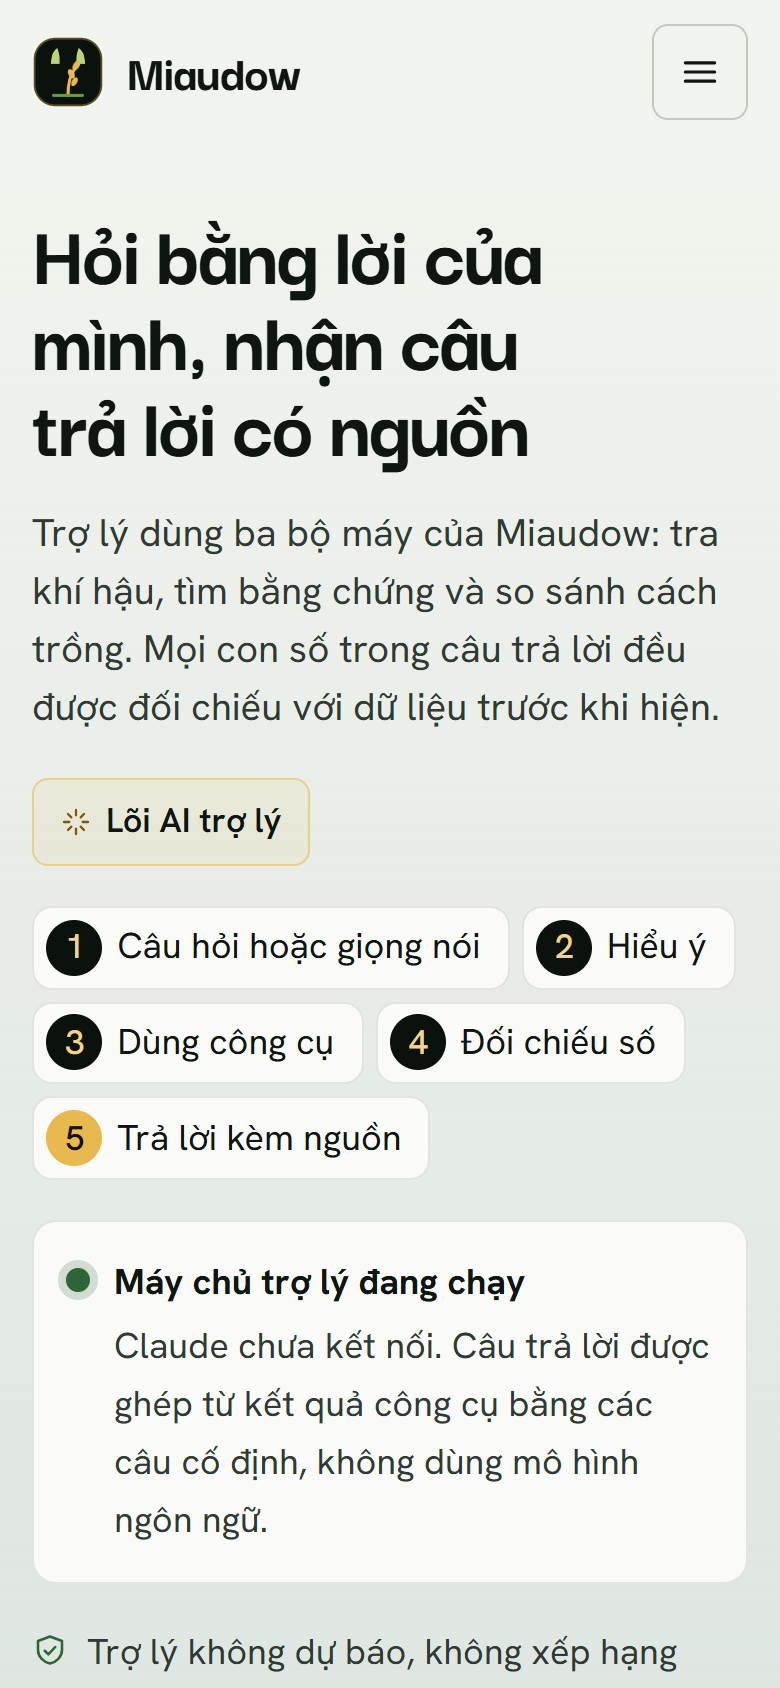 Miaudow
Hỏi bằng lời của
mình, nhận câu
trả lời có nguồn
Trợ lý dùng ba bộ máy của Miaudow: tra
khí hậu, tìm bằng chứng và so sánh cách
trồng. Mọi con số trong câu trả lời đều
được đối chiếu với dữ liệu trước khi hiện.
Lõi AI trợ lý
1 Câu hỏi hoặc giọng nói 2 Hiểu ý
3 Dùng công cụ 4 Đối chiếu số
5 Trả lời kèm nguồn
Máy chủ trợ lý đang chạy
Claude chưa kết nối. Câu trả lời được
ghép từ kết quả công cụ bằng các
câu cố định, không dùng mô hình
ngôn ngữ.
Trợ lý không dự báo, không xếp hạng